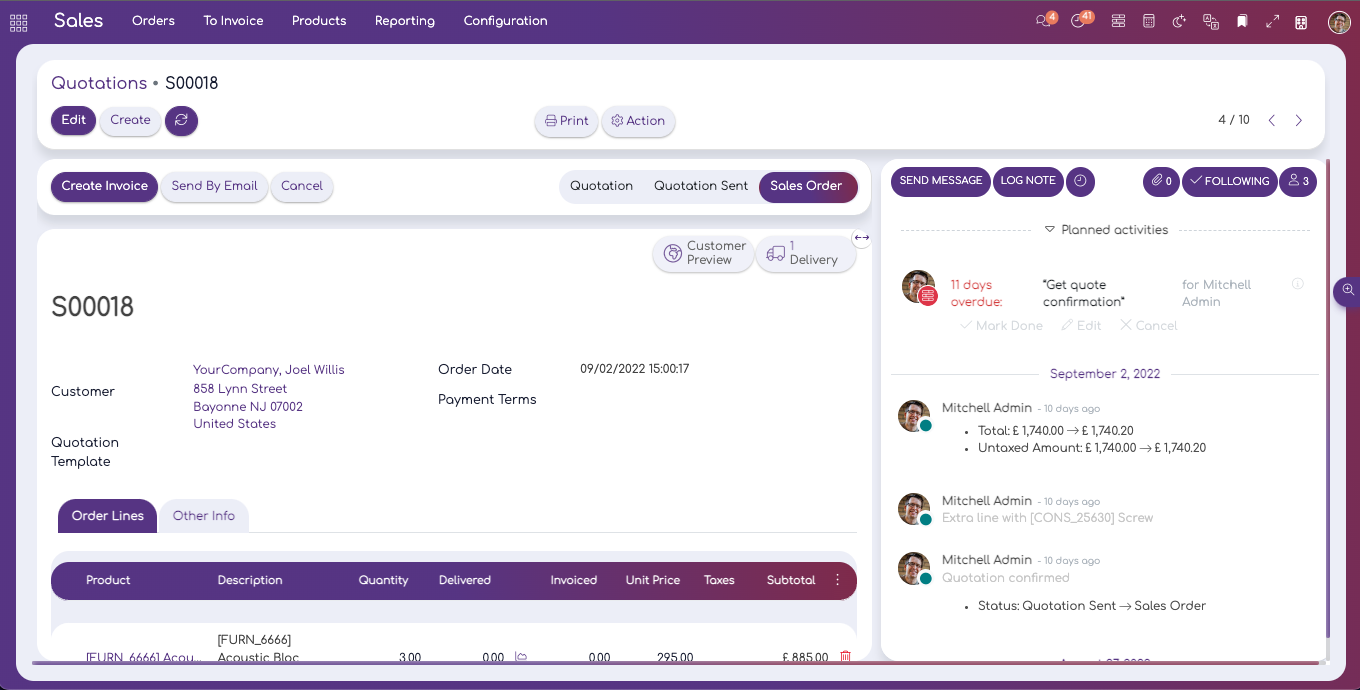 Sales Orders To Invoice Products Reporting Configuration 4 41
Quotations • S00018
Edit Create Print Action 4 / 10
Create Invoice Send By Email Cancel Quotation Quotation Sent Sales Order
SEND MESSAGE LOG NOTE 0 FOLLOWING 3
Customer Preview
1 Delivery
S00018
Customer
YourCompany, Joel Willis
858 Lynn Street
Bayonne NJ 07002
United States
Quotation
Template
Order Date 09/02/2022 15:00:17
Payment Terms
Order Lines Other Info
Product Description Quantity Delivered Invoiced Unit Price Taxes Subtotal
[FURN_6666]
[FURN_6666] Acou... Acoustic Bloc 3.00 0.00 0.00 295.00 £ 885.00
Planned activities
11 days "Get quote for Mitchell
overdue: confirmation" Admin
Mark Done Edit Cancel
September 2, 2022
Mitchell Admin - 10 days ago
• Total: £ 1,740.00 → £ 1,740.20
• Untaxed Amount: £ 1,740.00 → £ 1,740.20
Mitchell Admin - 10 days ago
Extra line with [CONS_25630] Screw
Mitchell Admin - 10 days ago
Quotation confirmed
• Status: Quotation Sent → Sales Order